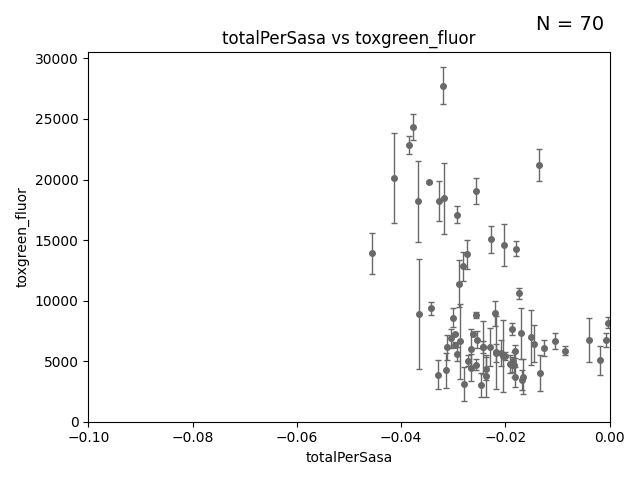 N = 70
totalPerSasa vs toxgreen_fluor
30000
25000
20000
15000
10000
5000
0
toxgreen_fluor
−0.10 −0.08 −0.06 −0.04 −0.02 0.00
totalPerSasa